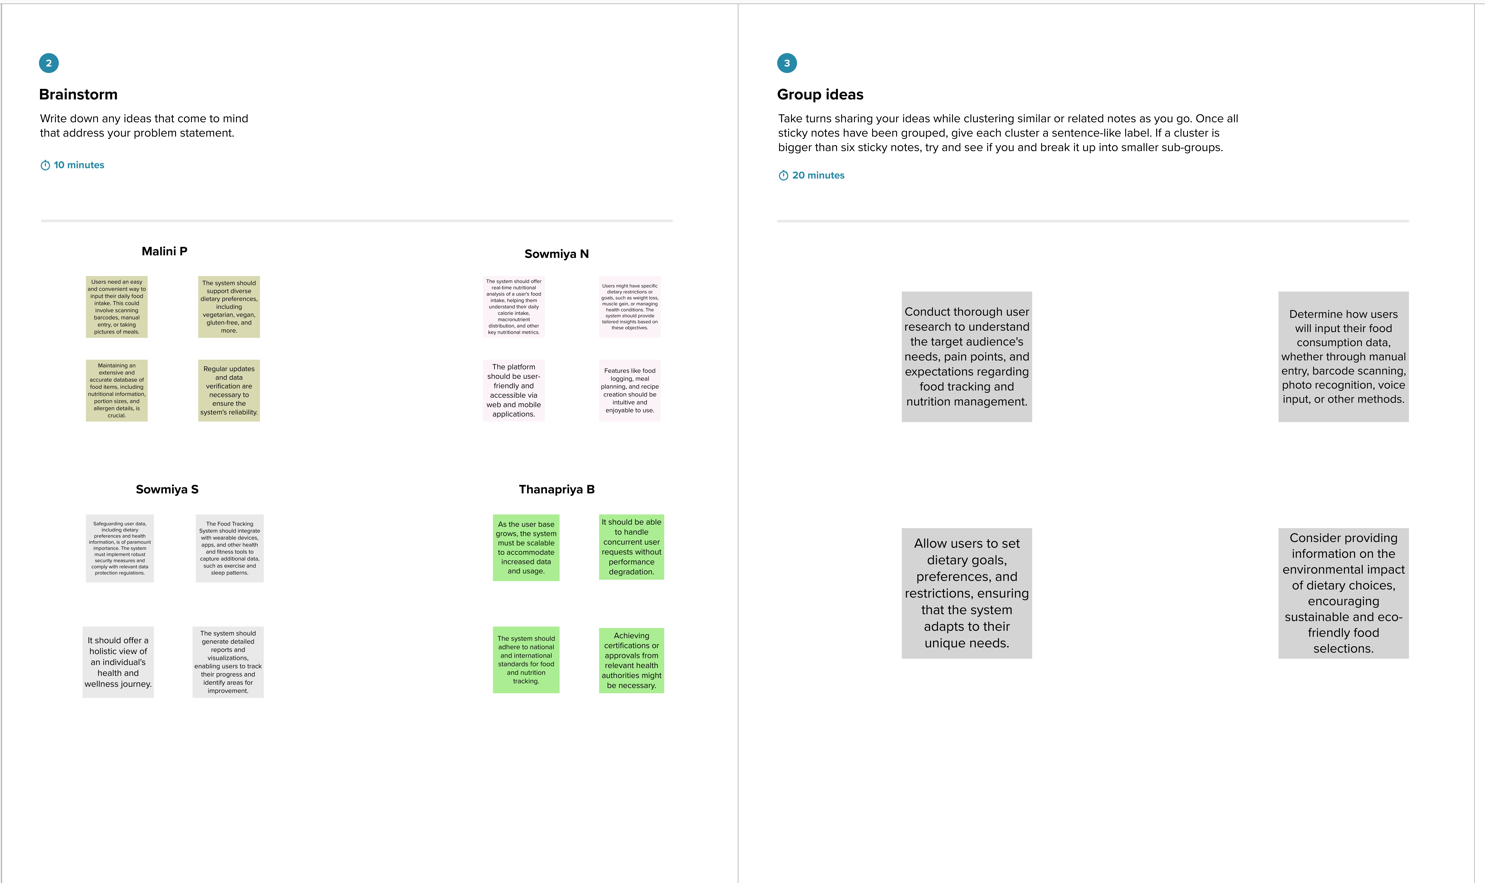 2
Brainstorm
Write down any ideas that come to mind
that address your problem statement.
10 minutes
Malini P
Users need an easy
and convenient way to
input their daily food
intake. This could
involve scanning
barcodes, manual
entry, or taking
pictures of meals.
The system should
support diverse
dietary preferences,
including
vegetarian, vegan,
gluten-free, and
more.
Maintaining an
extensive and
accurate database of
food items, including
nutritional information,
portion sizes, and
allergen details, is
crucial.
Regular updates
and data
verification are
necessary to
ensure the
system's reliability.
Sowmiya N
The system should offer
real-time nutritional
analysis of a user's food
intake, helping them
understand their daily
calorie intake,
macronutrient
distribution, and other
key nutritional metrics.
Users might have specific
dietary restrictions or
goals, such as weight loss,
muscle gain, or managing
health conditions. The
system should provide
tailored insights based on
these objectives.
The platform
should be user-
friendly and
accessible via
web and mobile
applications.
Features like food
logging, meal
planning, and recipe
creation should be
intuitive and
enjoyable to use.
Sowmiya S
Safeguarding user data,
including dietary
preferences and health
information, is of paramount
importance. The system
must implement robust
security measures and
comply with relevant data
protection regulations.
The Food Tracking
System should integrate
with wearable devices,
apps, and other health
and fitness tools to
capture additional data,
such as exercise and
sleep patterns.
It should offer a
holistic view of
an individual's
health and
wellness journey.
The system should
generate detailed
reports and
visualizations,
enabling users to track
their progress and
identify areas for
improvement.
Thanapriya B
As the user base
grows, the system
must be scalable
to accommodate
increased data
and usage.
It should be able
to handle
concurrent user
requests without
performance
degradation.
The system should
adhere to national
and international
standards for food
and nutrition
tracking.
Achieving
certifications or
approvals from
relevant health
authorities might
be necessary.
3
Group ideas
Take turns sharing your ideas while clustering similar or related notes as you go. Once all
sticky notes have been grouped, give each cluster a sentence-like label. If a cluster is
bigger than six sticky notes, try and see if you and break it up into smaller sub-groups.
20 minutes
Conduct thorough user
research to understand
the target audience's
needs, pain points, and
expectations regarding
food tracking and
nutrition management.
Determine how users
will input their food
consumption data,
whether through manual
entry, barcode scanning,
photo recognition, voice
input, or other methods.
Allow users to set
dietary goals,
preferences, and
restrictions, ensuring
that the system
adapts to their
unique needs.
Consider providing
information on the
environmental impact
of dietary choices,
encouraging
sustainable and eco-
friendly food
selections.